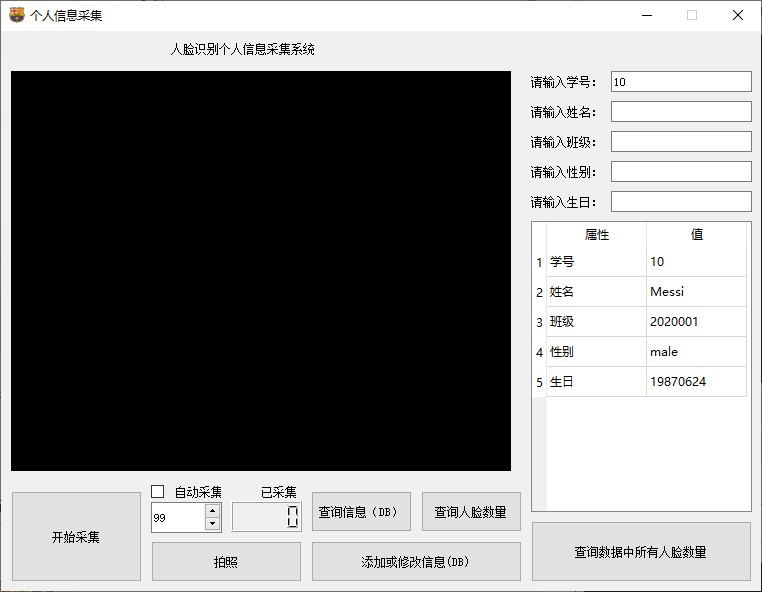 个人信息采集
人脸识别个人信息采集系统
请输入学号: 10
请输入姓名:
请输入班级:
请输入性别:
请输入生日:
属性 值
1 学号 10
2 姓名 Messi
3 班级 2020001
4 性别 male
5 生日 19870624
开始采集
自动采集 已采集
99 0
查询信息(DB) 查询人脸数量
拍照 添加或修改信息(DB)
查询数据中所有人脸数量